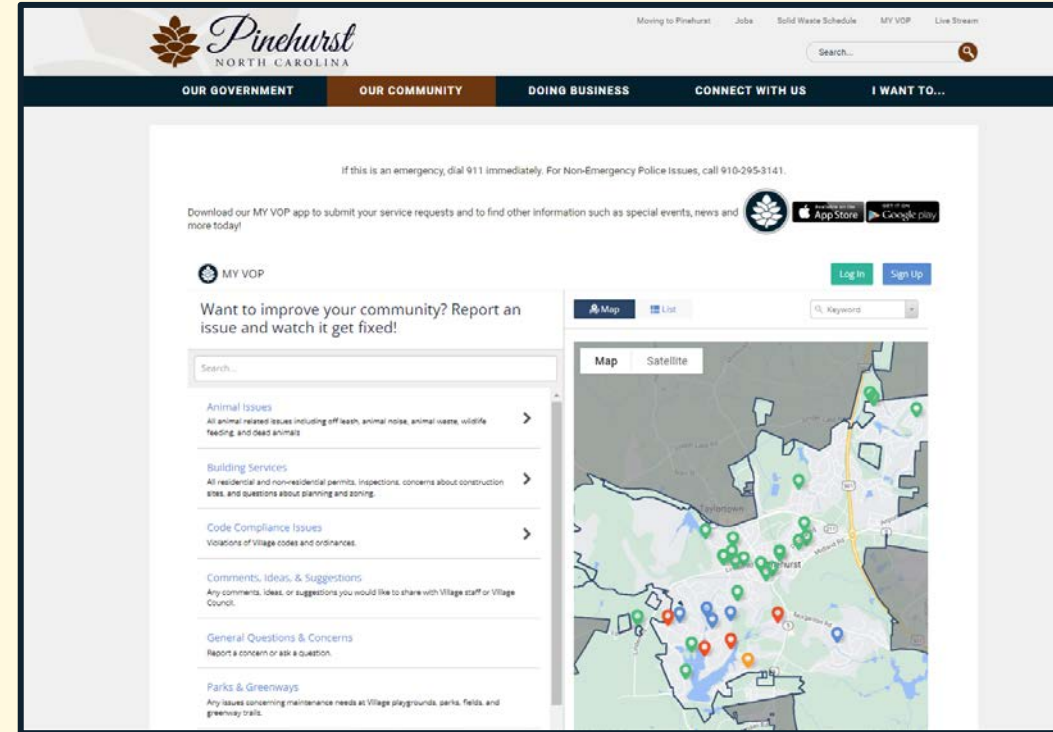 Pinehurst
NORTH CAROLINA
Moving to Pinehurst Jobs Solid Waste Schedule MY VOP Live Stream
Search...
OUR GOVERNMENT OUR COMMUNITY DOING BUSINESS CONNECT WITH US I WANT TO...
If this is an emergency, dial 911 immediately. For Non-Emergency Police Issues, call 910-295-3141.
Download our MY VOP app to submit your service requests and to find other information such as special events, news and
more today!
Available on the
App Store
GET IT ON
Google play
MY VOP
Log In Sign Up
Want to improve your community? Report an
issue and watch it get fixed!
Search...
Animal Issues
All animal related issues including off leash, animal noise, animal waste, wildlife
feeding, and dead animals
Building Services
All residential and non-residential permits, inspections, concerns about construction
sites, and questions about planning and zoning.
Code Compliance Issues
Violations of Village codes and ordinances.
Comments, Ideas, & Suggestions
Any comments, ideas, or suggestions you would like to share with Village staff or Village
Council.
General Questions & Concerns
Report a concern or ask a question.
Parks & Greenways
Any issues concerning maintenance needs at Village playgrounds, parks, fields, and
greenway trails.
Map List
Keyword
Map Satellite
Taylortown
Midland Rd